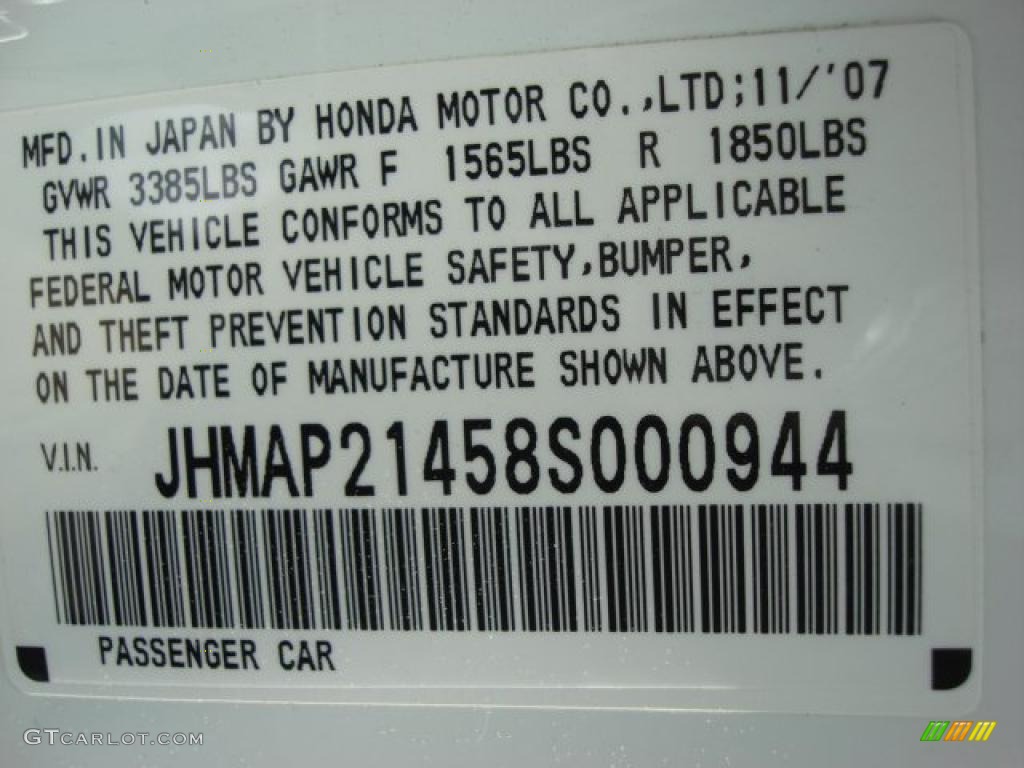 MFD. IN JAPAN BY HONDA MOTOR CO.,LTD;11/'07
GVWR 3385LBS GAWR F 1565LBS R 1850LBS
THIS VEHICLE CONFORMS TO ALL APPLICABLE
FEDERAL MOTOR VEHICLE SAFETY,BUMPER,
AND THEFT PREVENTION STANDARDS IN EFFECT
ON THE DATE OF MANUFACTURE SHOWN ABOVE.
V.I.N. JHMAP21458S000944
PASSENGER CAR
GTCARLOT.COM